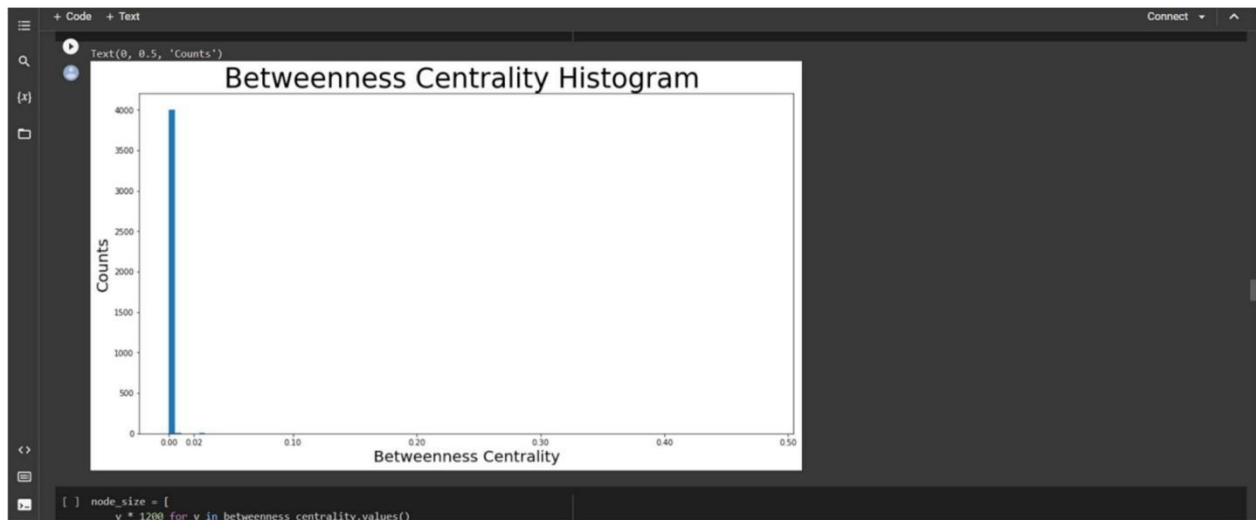 + Code + Text Connect
Text(0, 0.5, 'Counts')
Betweenness Centrality Histogram
{x}
4000
3500
3000
2500
2000
1500
1000
500
0
Counts
0.00 0.02 0.10 0.20 0.30 0.40 0.50
Betweenness Centrality
<>
[ ] node_size = [
v * 1200 for v in betweenness_centrality.values()